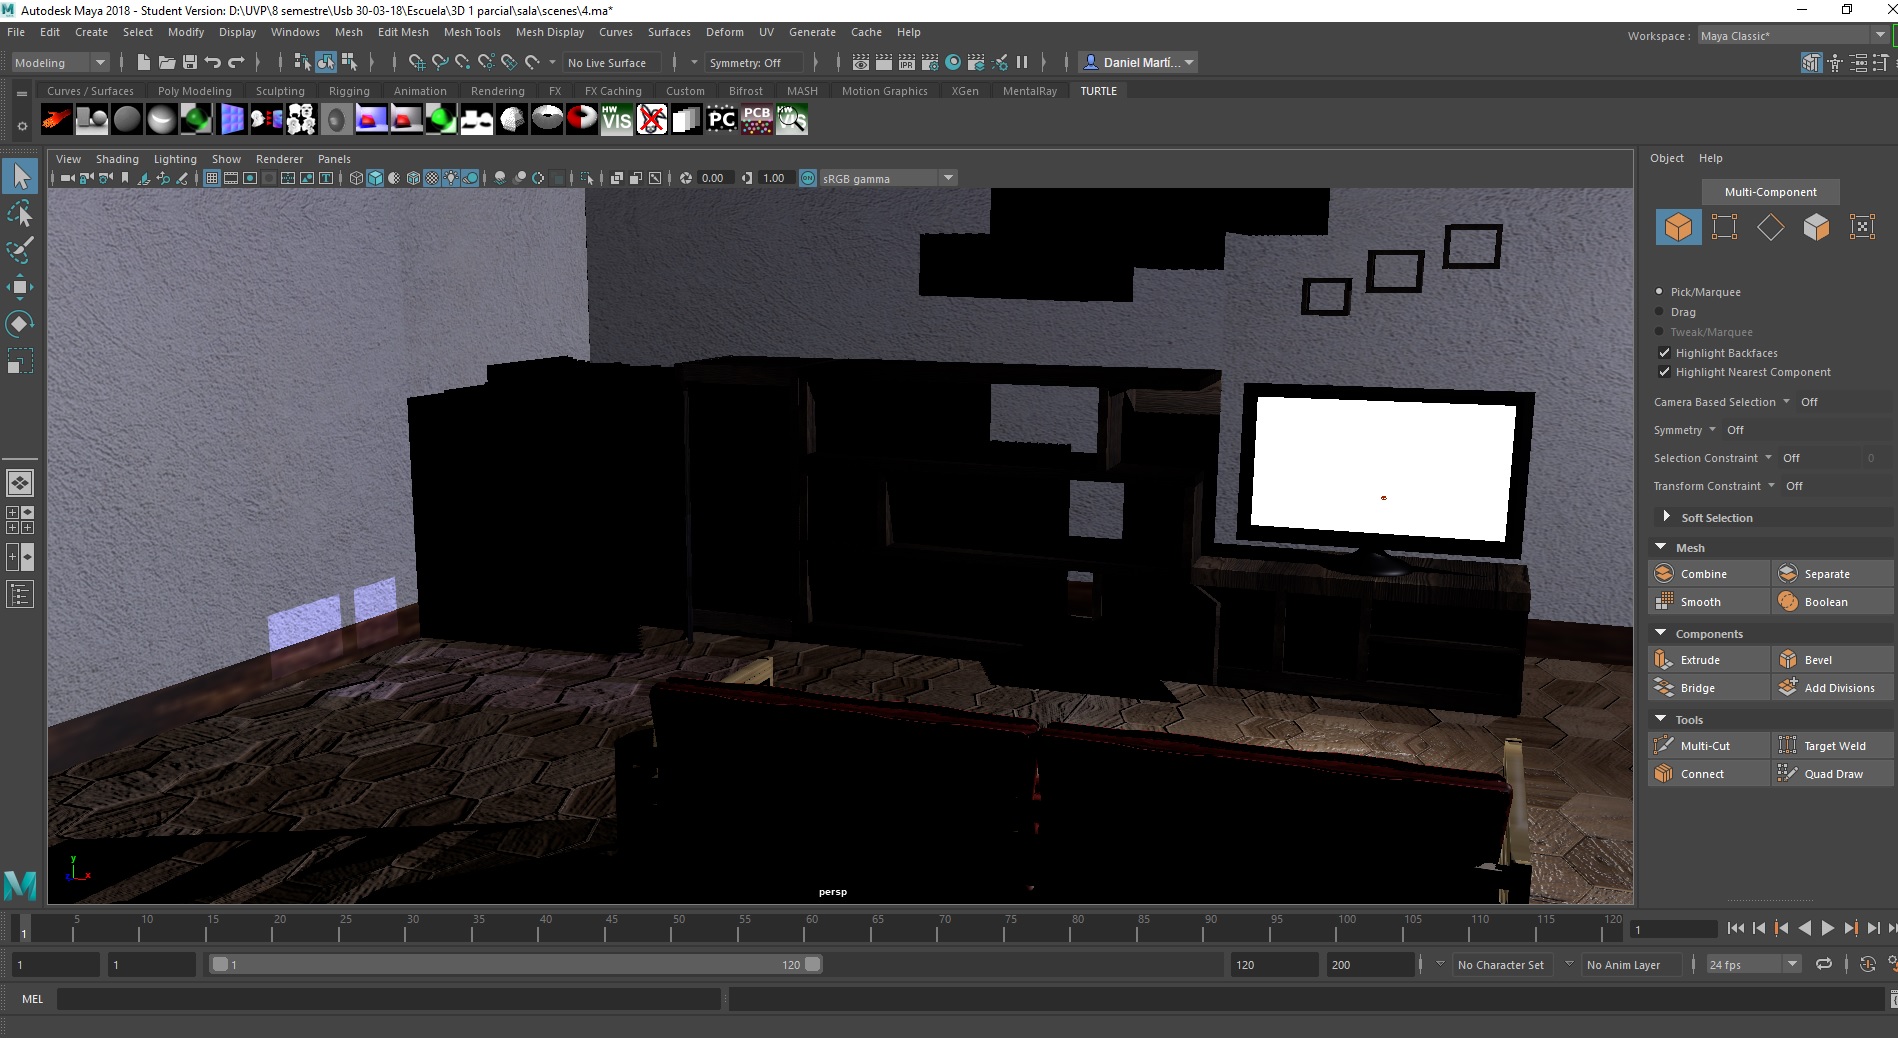 Autodesk Maya 2018 - Student Version: D:\UVP\8 semestre\Usb 30-03-18\Escuela\3D 1 parcial\sala\scenes\4.ma*
File Edit Create Select Modify Display Windows Mesh Edit Mesh Mesh Tools Mesh Display Curves Surfaces Deform UV Generate Cache Help
Workspace : Maya Classic*
Modeling No Live Surface Symmetry: Off Daniel Martí...
Curves / Surfaces Poly Modeling Sculpting Rigging Animation Rendering FX FX Caching Custom Bifrost MASH Motion Graphics XGen MentalRay TURTLE
HW VIS PC PCB
View Shading Lighting Show Renderer Panels
0.00 1.00 ON sRGB gamma
Object Help
Multi-Component
Pick/Marquee
Drag
Tweak/Marquee
Highlight Backfaces
Highlight Nearest Component
Camera Based Selection Off
Symmetry Off
Selection Constraint Off 0
Transform Constraint Off
Soft Selection
Mesh
Combine Separate
Smooth Boolean
Components
Extrude Bevel
Bridge Add Divisions
Tools
Multi-Cut Target Weld
Connect Quad Draw
y
z x
persp
1 5 10 15 20 25 30 35 40 45 50 55 60 65 70 75 80 85 90 95 100 105 110 115 120 1
1 1 1 120 120 200 No Character Set No Anim Layer 24 fps
MEL